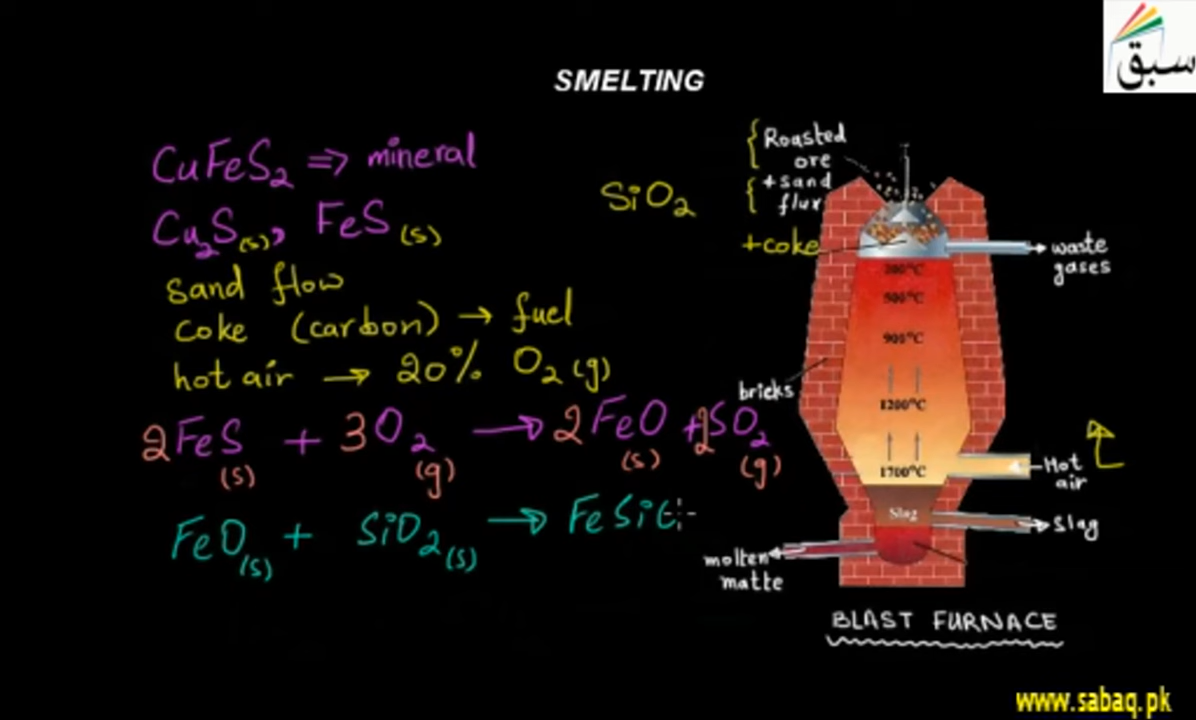 سبق
SMELTING
CuFeS₂ ⇒ mineral
Cu₂S(s), FeS(s)
sand flow
coke (carbon) → fuel
hot air → 20% O₂(g)
2FeS(s) + 3O₂(g) → 2FeO(s) + 2SO₂(g)
FeO(s) + SiO₂(s) → FeSiO
SiO₂
{Roasted
ore
{+sand
flux
+coke
waste
gases
200°C
500°C
900°C
bricks
1200°C
1700°C
Hot
air
Slag
Slag
molten
matte
BLAST FURNACE
www.sabaq.pk